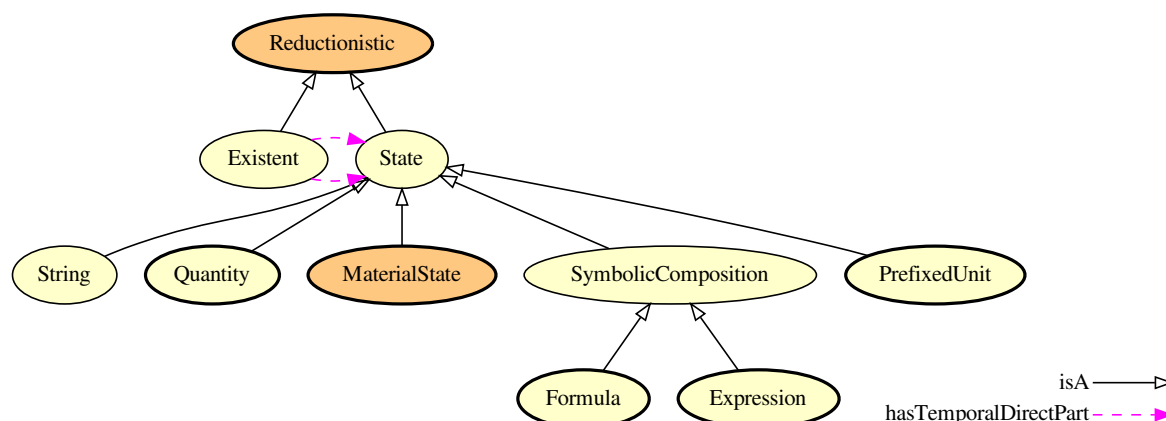 Reductionistic
Existent
State
String
Quantity
MaterialState
SymbolicComposition
PrefixedUnit
Formula
Expression
isA
hasTemporalDirectPart